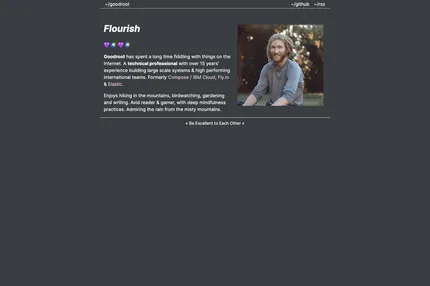 ~/goodroot ~/github ~/rss
Flourish
Goodroot has spent a long time fiddling with things on the
Internet. A technical professional with over 15 years'
experience building large scale systems & high performing
international teams. Formerly Compose / IBM Cloud, Fly.io
& Elastic.
Enjoys hiking in the mountains, birdwatching, gardening
and writing. Avid reader & gamer, with deep mindfulness
practices. Admiring the rain from the misty mountains.
• Be Excellent to Each Other •